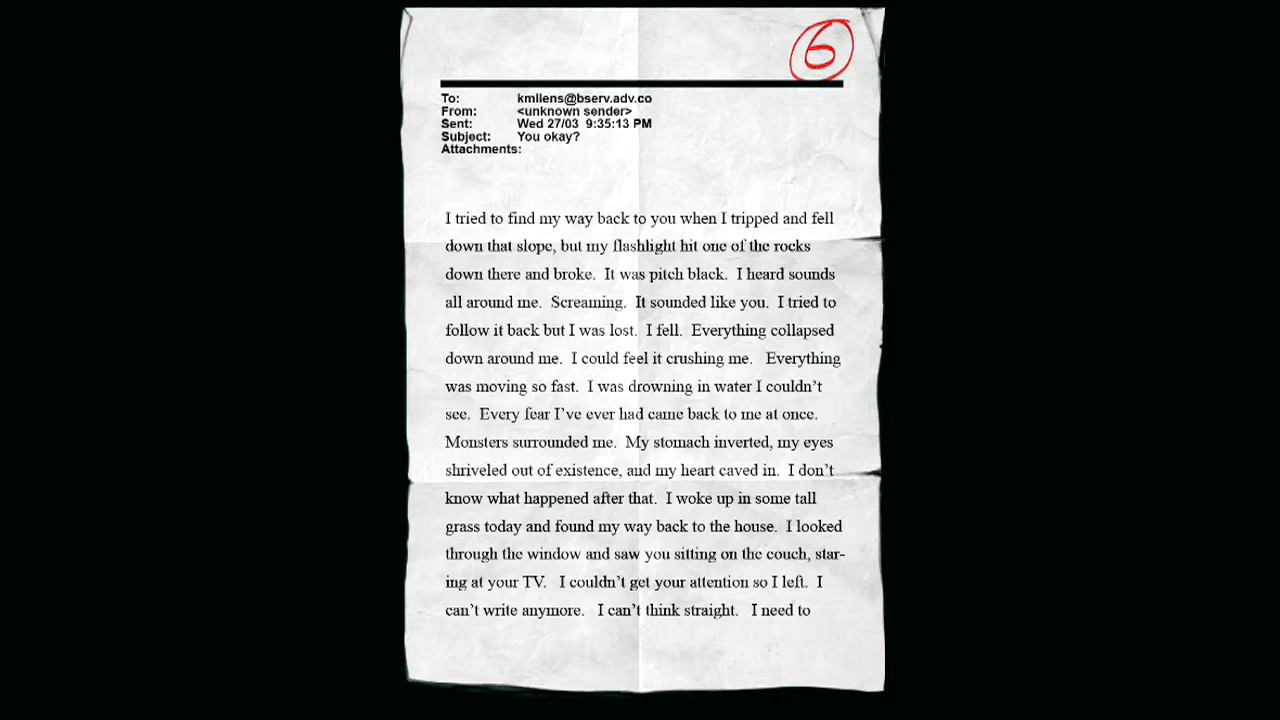 6
To: kmllens@bserv.adv.co
From: <unknown sender>
Sent: Wed 27/03 9:35:13 PM
Subject: You okay?
Attachments:
I tried to find my way back to you when I tripped and fell
down that slope, but my flashlight hit one of the rocks
down there and broke. It was pitch black. I heard sounds
all around me. Screaming. It sounded like you. I tried to
follow it back but I was lost. I fell. Everything collapsed
down around me. I could feel it crushing me. Everything
was moving so fast. I was drowning in water I couldn't
see. Every fear I've ever had came back to me at once.
Monsters surrounded me. My stomach inverted, my eyes
shriveled out of existence, and my heart caved in. I don't
know what happened after that. I woke up in some tall
grass today and found my way back to the house. I looked
through the window and saw you sitting on the couch, star-
ing at your TV. I couldn't get your attention so I left. I
can't write anymore. I can't think straight. I need to